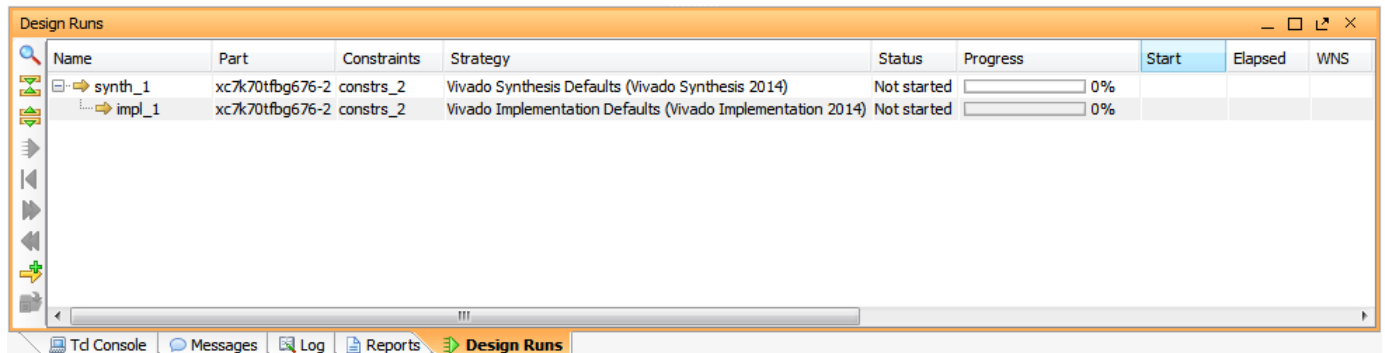 Design Runs
Name Part Constraints Strategy Status Progress Start Elapsed WNS
synth_1 xc7k70tfbg676-2 constrs_2 Vivado Synthesis Defaults (Vivado Synthesis 2014) Not started 0%
impl_1 xc7k70tfbg676-2 constrs_2 Vivado Implementation Defaults (Vivado Implementation 2014) Not started 0%
Tcl Console Messages Log Reports Design Runs